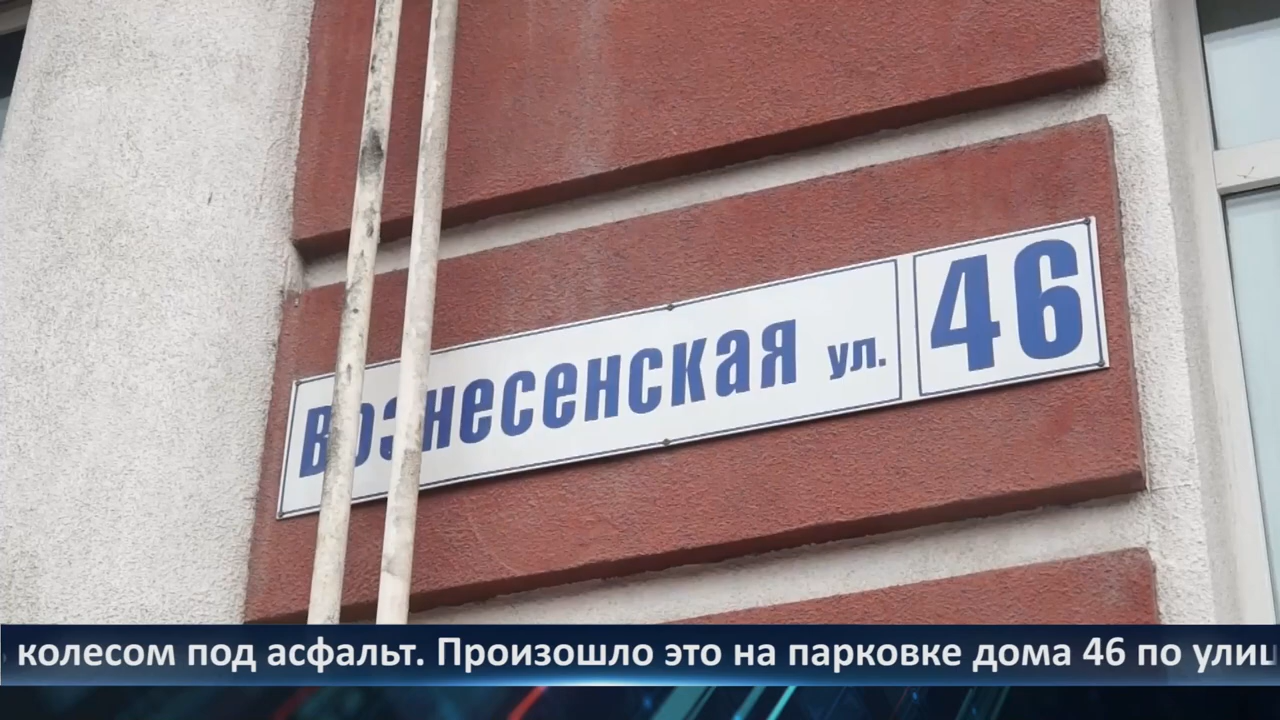 Вознесенская ул. 46
колесом под асфальт. Произошло это на парковке дома 46 по улиц